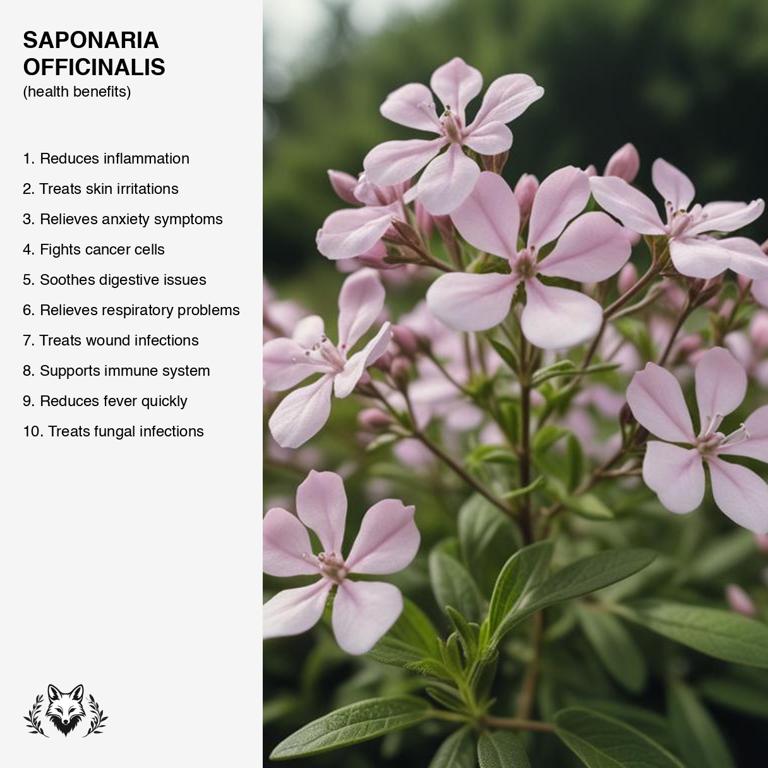 SAPONARIA
OFFICINALIS
(health benefits)
1. Reduces inflammation
2. Treats skin irritations
3. Relieves anxiety symptoms
4. Fights cancer cells
5. Soothes digestive issues
6. Relieves respiratory problems
7. Treats wound infections
8. Supports immune system
9. Reduces fever quickly
10. Treats fungal infections